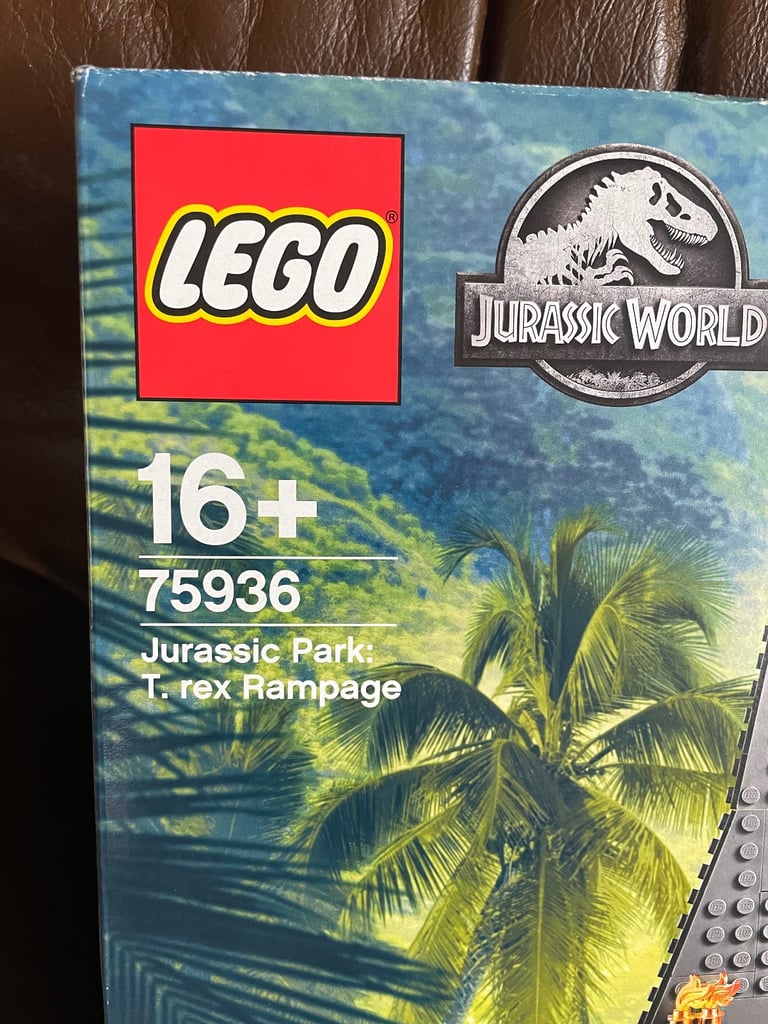 LEGO®
JURASSIC WORLD
16+
75936
Jurassic Park:
T. rex Rampage